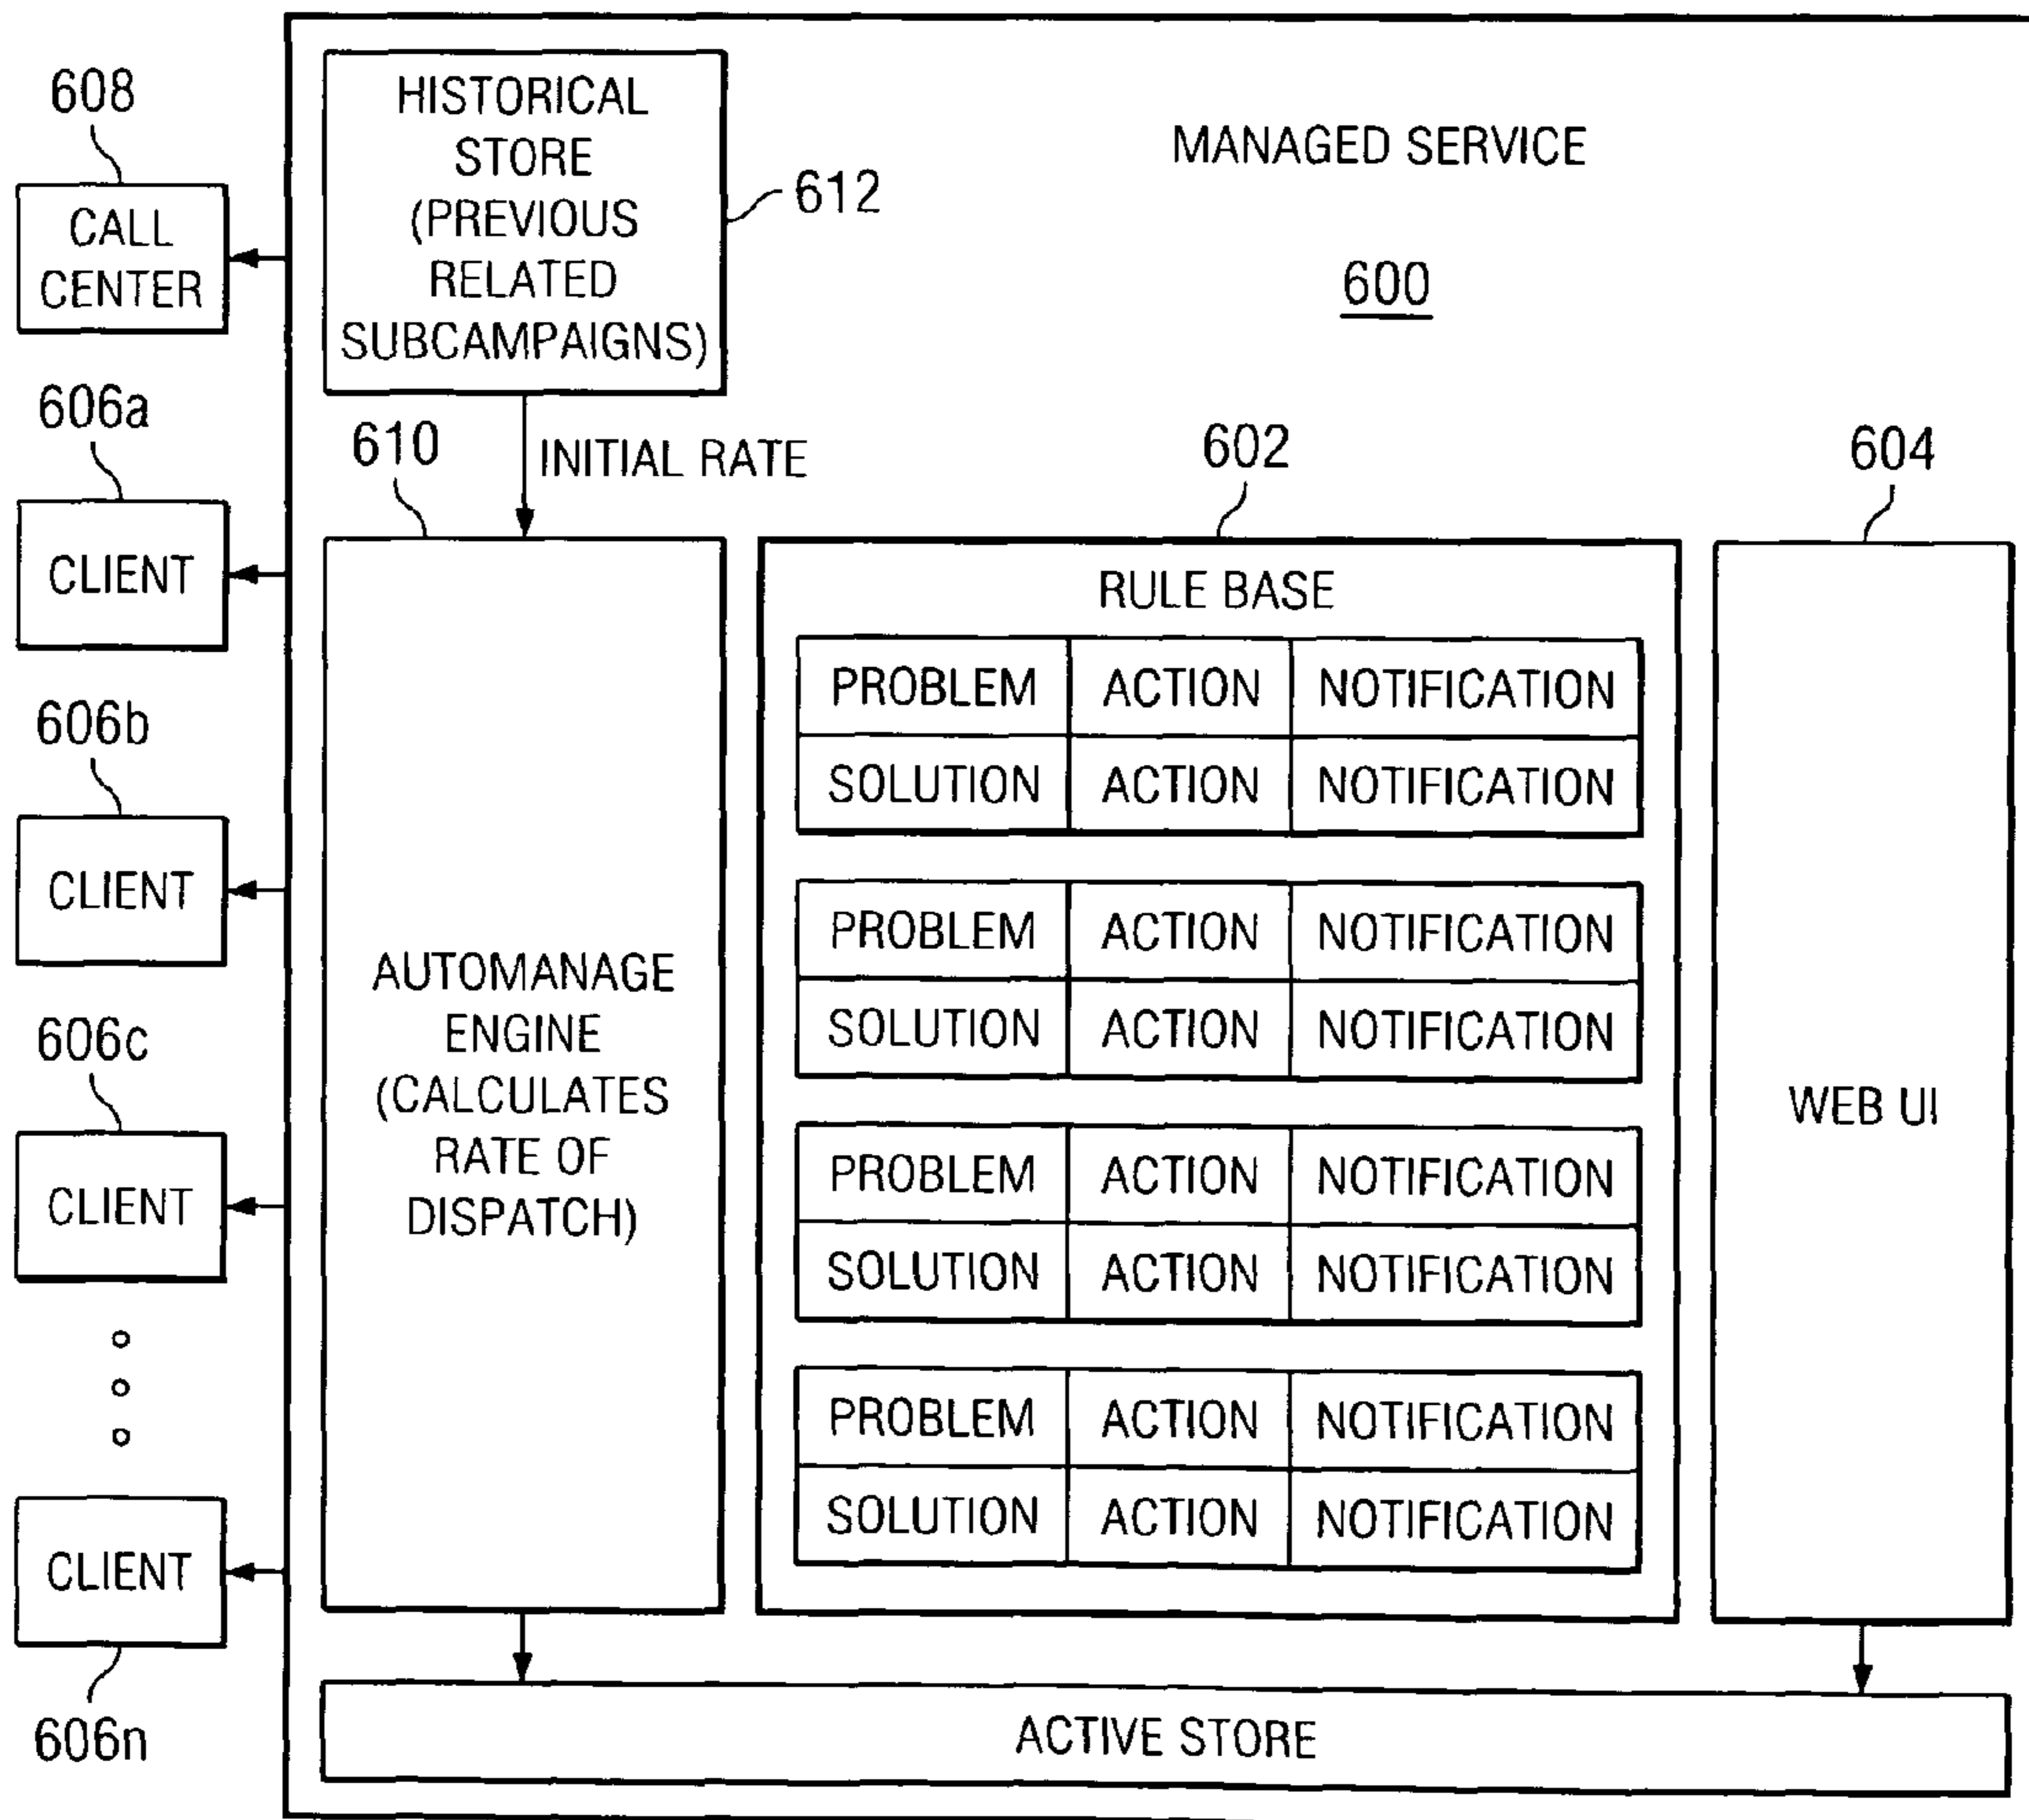 608
CALL
CENTER
606a
CLIENT
606b
CLIENT
606c
CLIENT
CLIENT
606n
HISTORICAL
STORE
(PREVIOUS
RELATED
SUBCAMPAIGNS)
612
MANAGED SERVICE
600
INITIAL RATE
610
AUTOMANAGE
ENGINE
(CALCULATES
RATE OF
DISPATCH)
602
RULE BASE
PROBLEM ACTION NOTIFICATION
SOLUTION ACTION NOTIFICATION
PROBLEM ACTION NOTIFICATION
SOLUTION ACTION NOTIFICATION
PROBLEM ACTION NOTIFICATION
SOLUTION ACTION NOTIFICATION
PROBLEM ACTION NOTIFICATION
SOLUTION ACTION NOTIFICATION
604
WEB UI
ACTIVE STORE